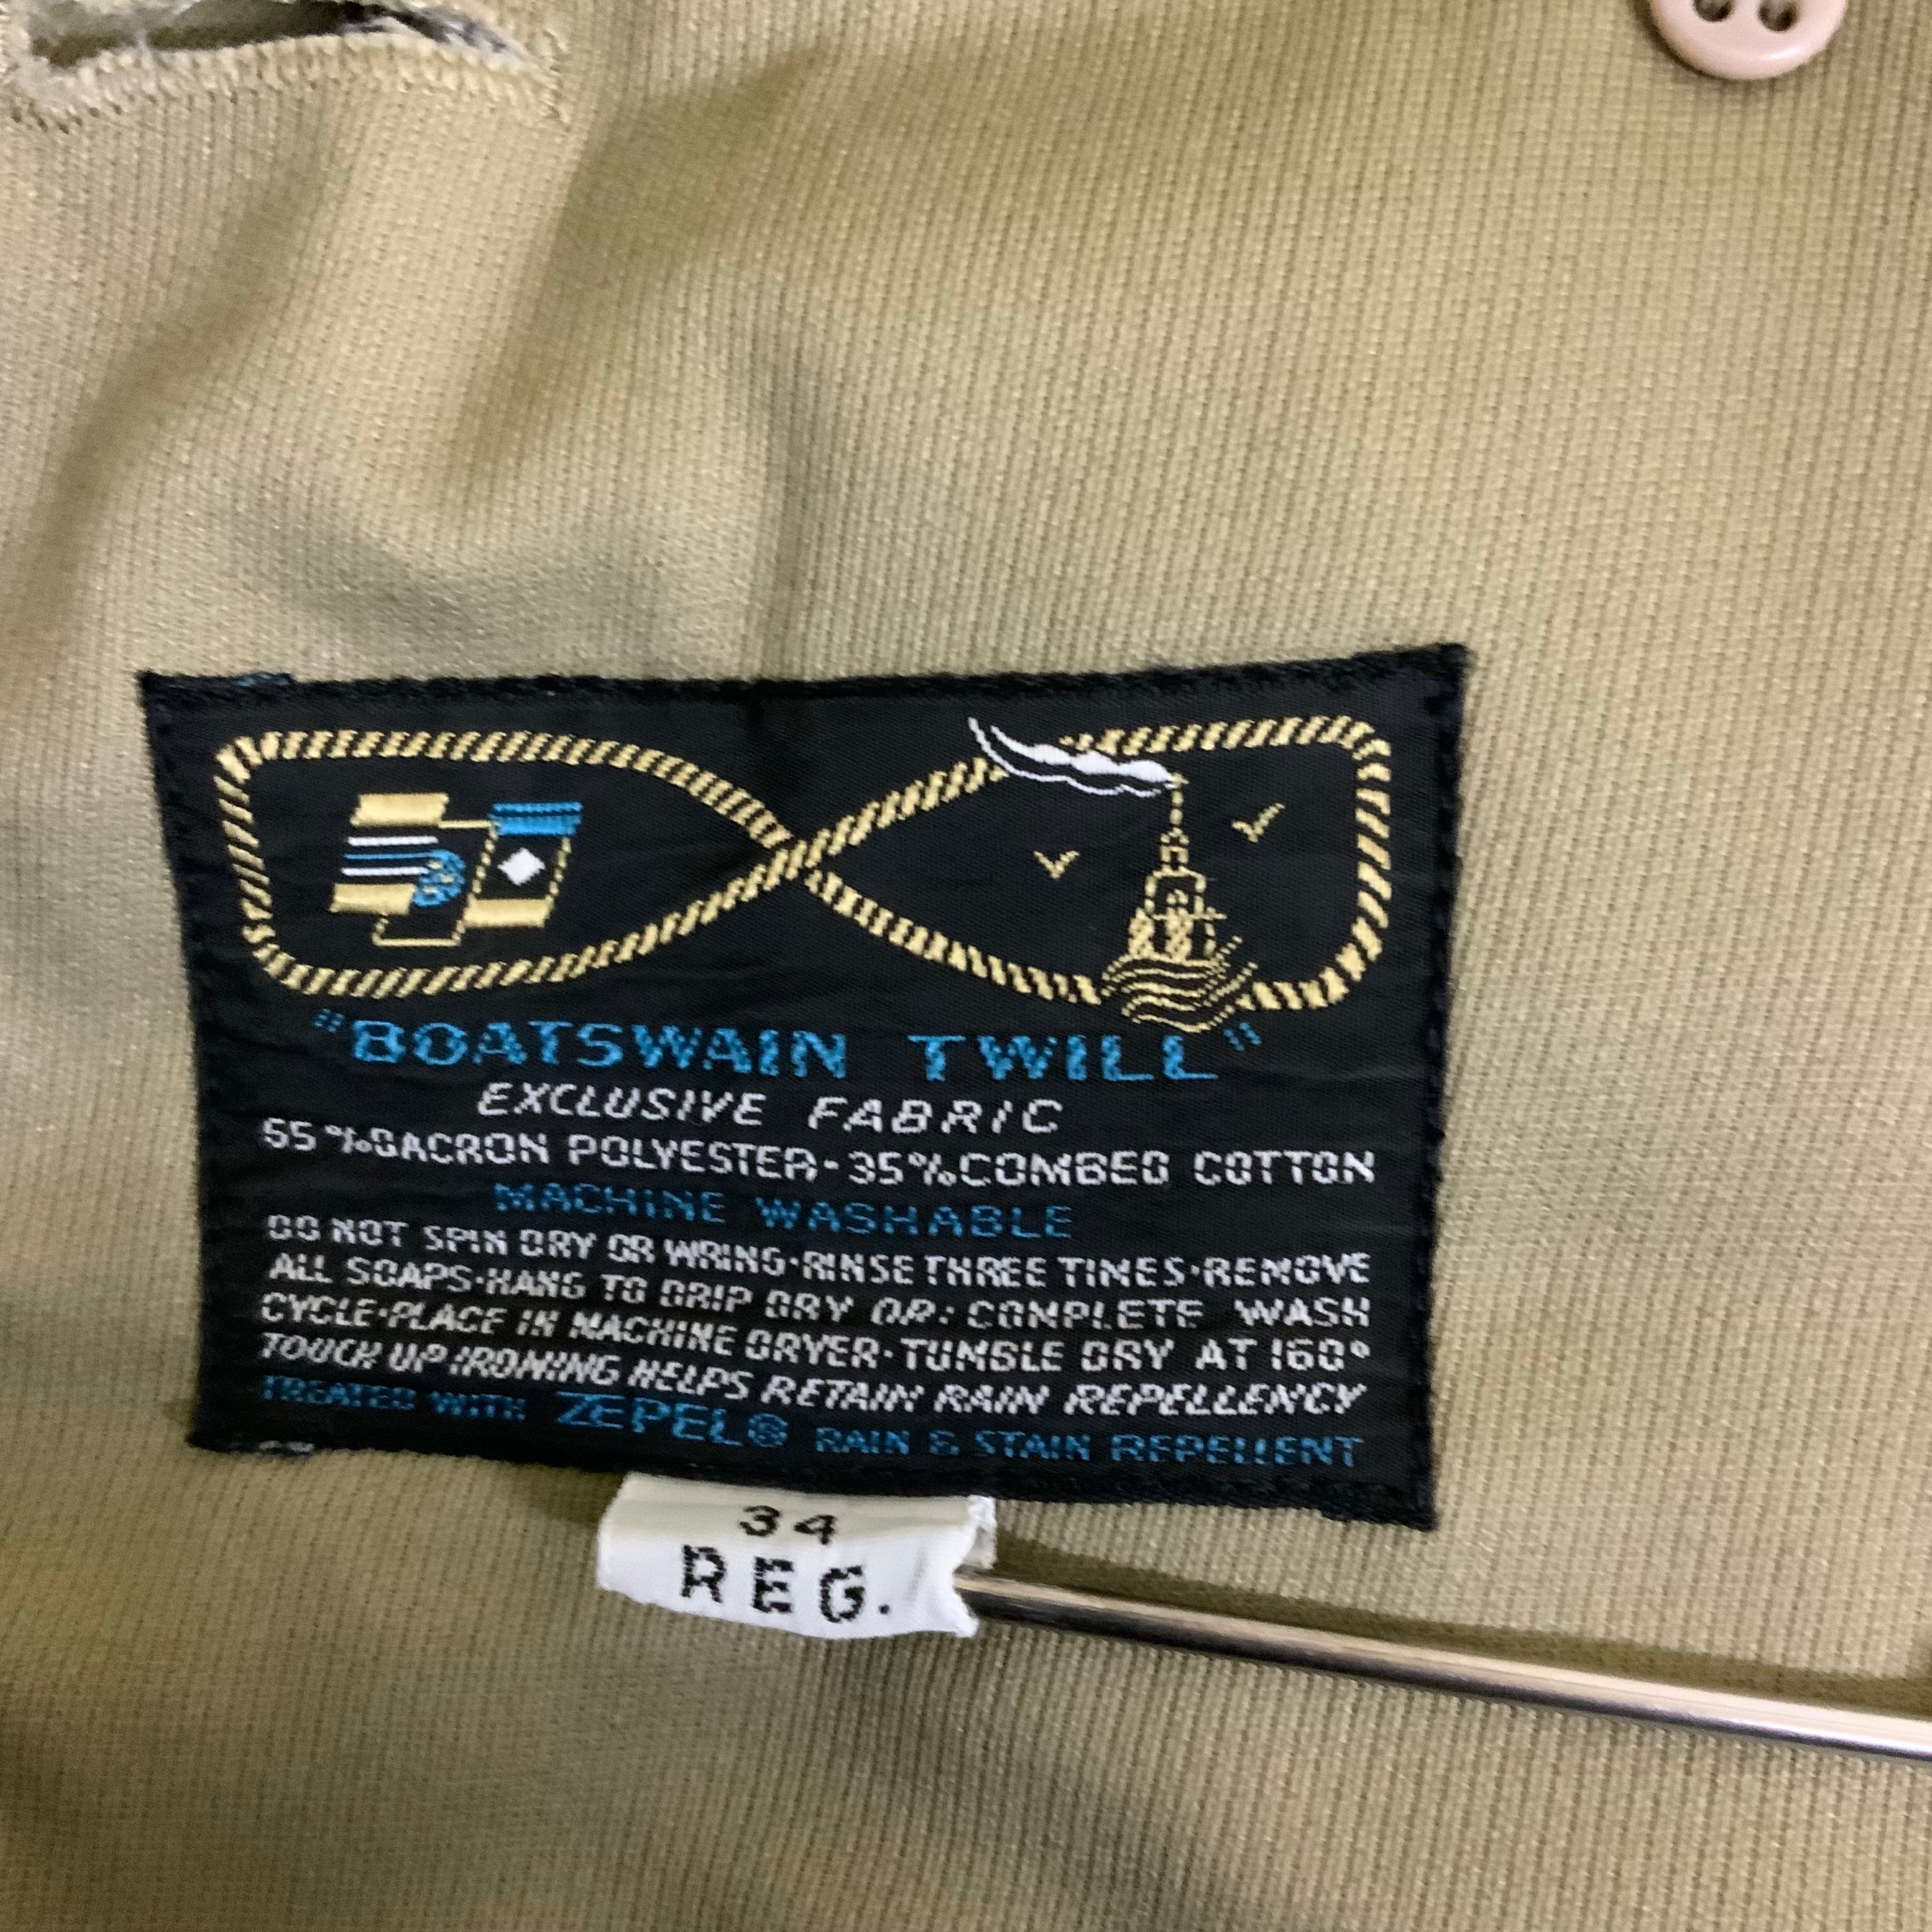 "BOATSWAIN TWILL"
EXCLUSIVE FABRIC
65%DACRON POLYESTER·35%COMBED COTTON
MACHINE WASHABLE
DO NOT SPIN DRY OR WRING·RINSE THREE TIMES·REMOVE
ALL SOAPS·HANG TO DRIP DRY OR: COMPLETE WASH
CYCLE·PLACE IN MACHINE DRYER·TUMBLE DRY AT 160°
TOUCH UP IRONING HELPS RETAIN RAIN REPELLENCY
TREATED WITH ZEPEL® RAIN & STAIN REPELLENT
34
REG.